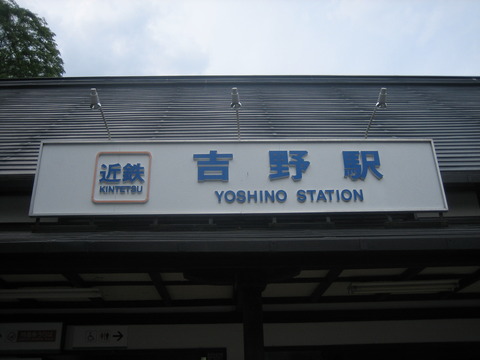 近鉄
KINTETSU
吉野駅
YOSHINO STATION